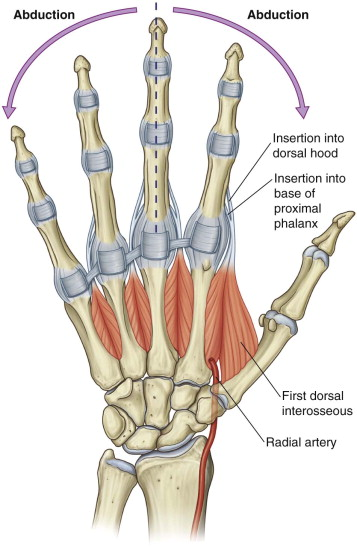 Abduction
Abduction
Insertion into
dorsal hood
Insertion into
base of
proximal
phalanx
First dorsal
interosseous
Radial artery